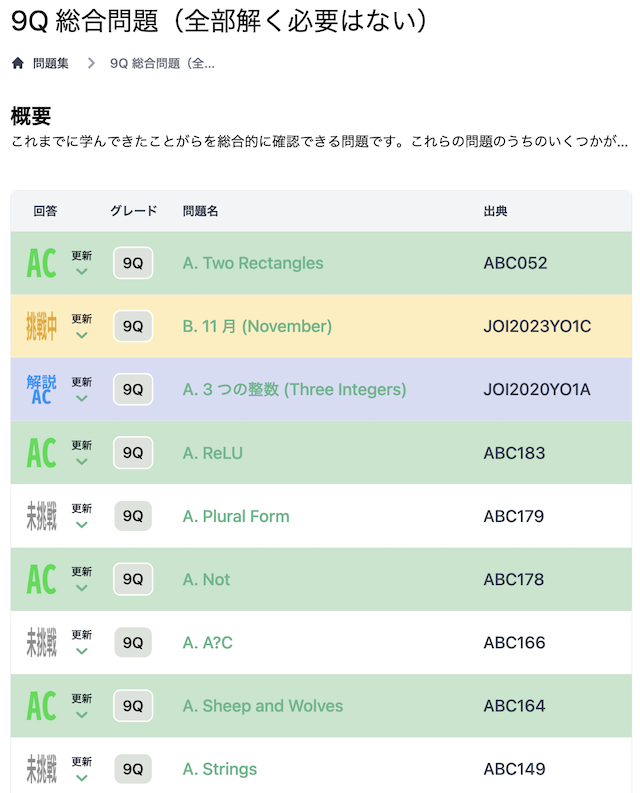 9Q 総合問題（全部解く必要はない）
問題集 9Q 総合問題（全...
概要
これまでに学んできたことがらを総合的に確認できる問題です。これらの問題のうちのいくつかが...
回答 グレード 問題名 出典
AC 更新 9Q A. Two Rectangles ABC052
挑戦中 更新 9Q B. 11 月 (November) JOI2023YO1C
解説AC 更新 9Q A. 3 つの整数 (Three Integers) JOI2020YO1A
AC 更新 9Q A. ReLU ABC183
未挑戦 更新 9Q A. Plural Form ABC179
AC 更新 9Q A. Not ABC178
未挑戦 更新 9Q A. A?C ABC166
AC 更新 9Q A. Sheep and Wolves ABC164
未挑戦 更新 9Q A. Strings ABC149